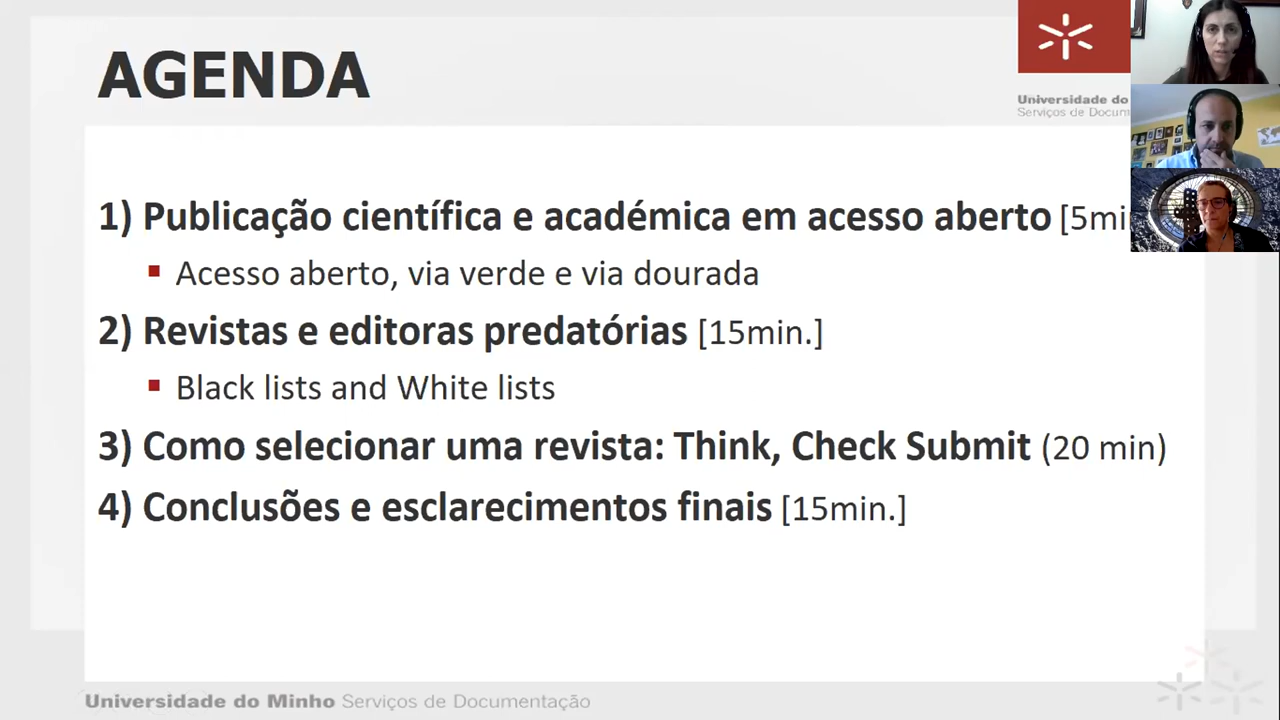 AGENDA
Universidade do
Serviços de
1) Publicação científica e académica em acesso aberto [5mi
Acesso aberto, via verde e via dourada
2) Revistas e editoras predatórias [15min.]
Black lists and White lists
3) Como selecionar uma revista: Think, Check Submit (20 min)
4) Conclusões e esclarecimentos finais [15min.]
Universidade do Minho Serviços de Documentação